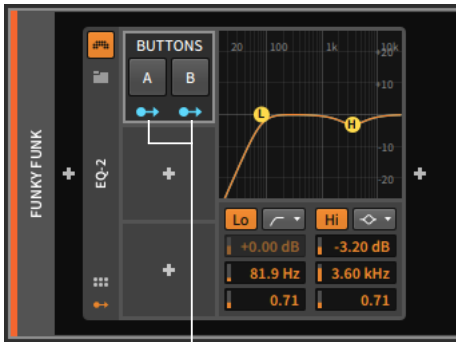 FUNKY FUNK
EQ-2
BUTTONS
A B
20 100 1k 10k
+20
+10
-10
-20
L
H
Lo Hi
+0.00 dB -3.20 dB
81.9 Hz 3.60 kHz
0.71 0.71